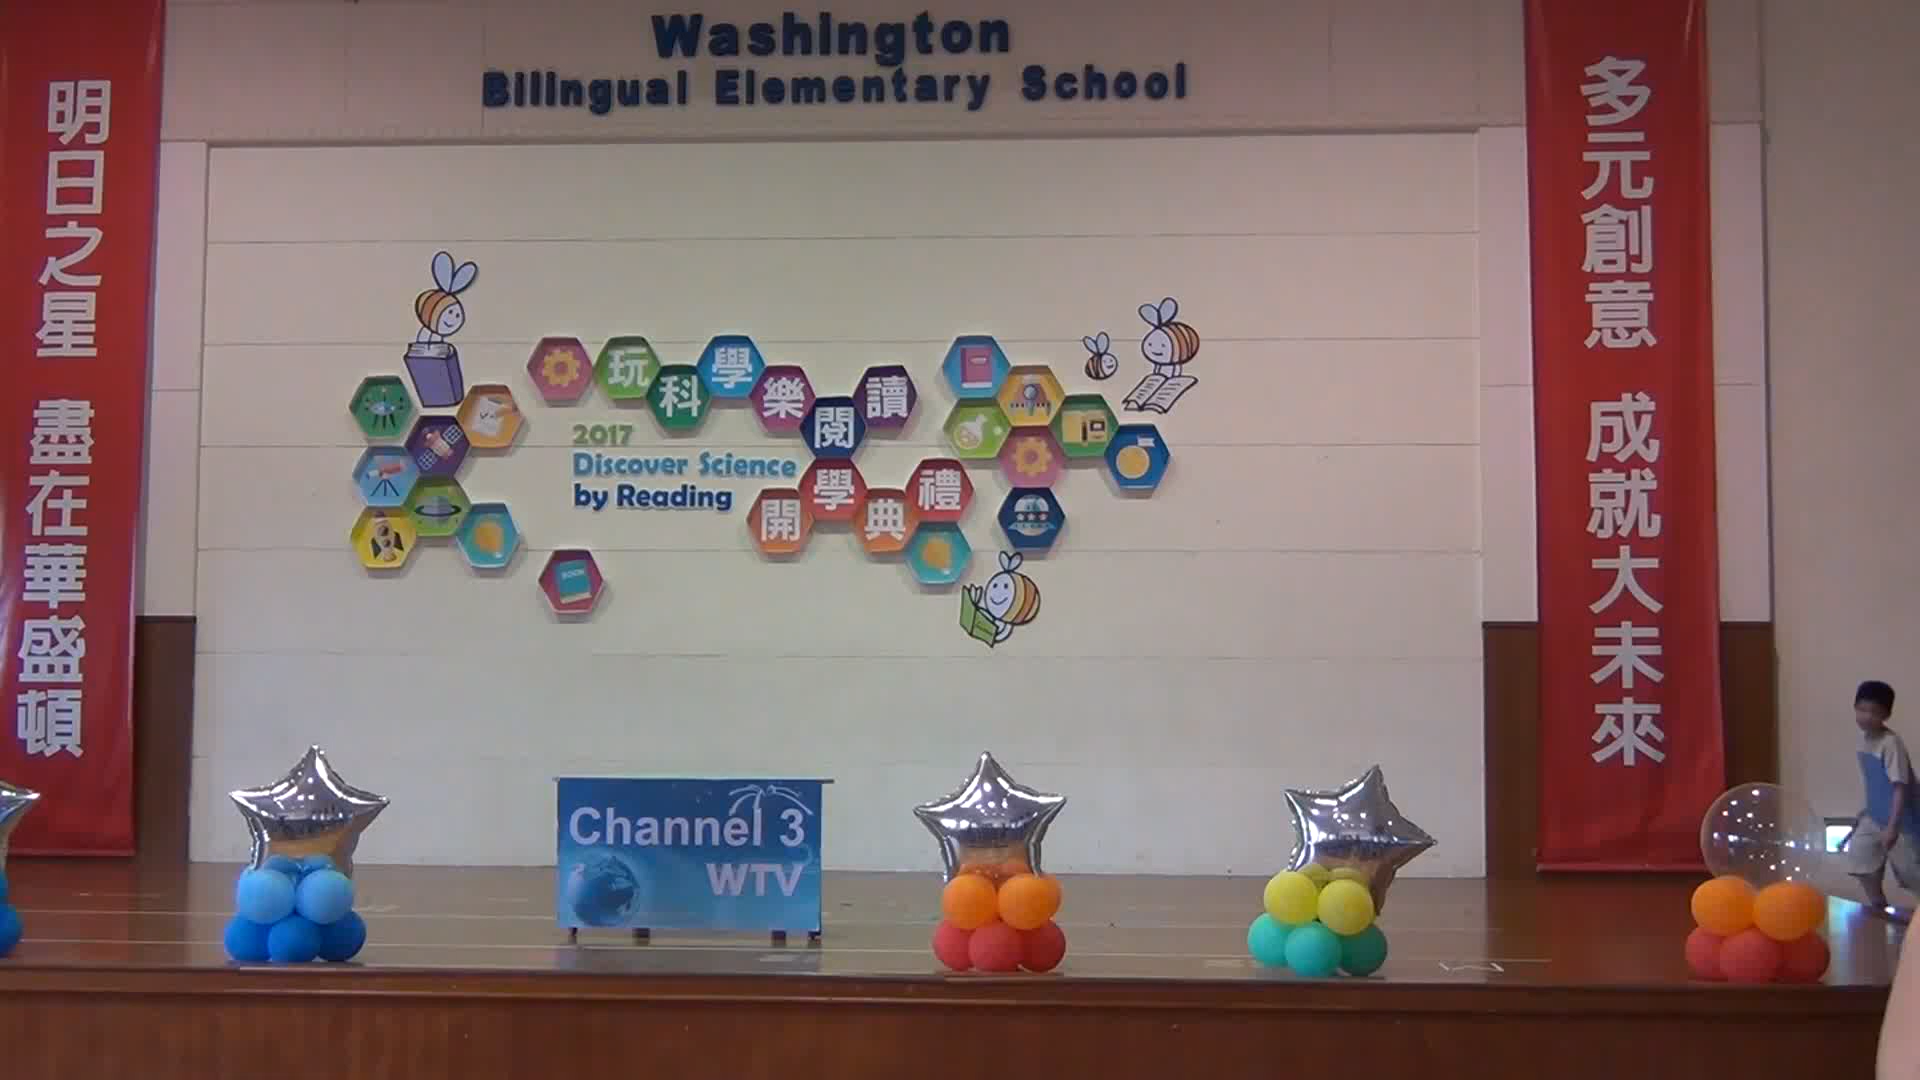 Washington
Bilingual Elementary School
明日之星 盡在華盛頓
多元創意 成就大未來
玩科學樂閱讀
2017
Discover Science
by Reading
開學典禮
BOOK
Channel 3
WTV